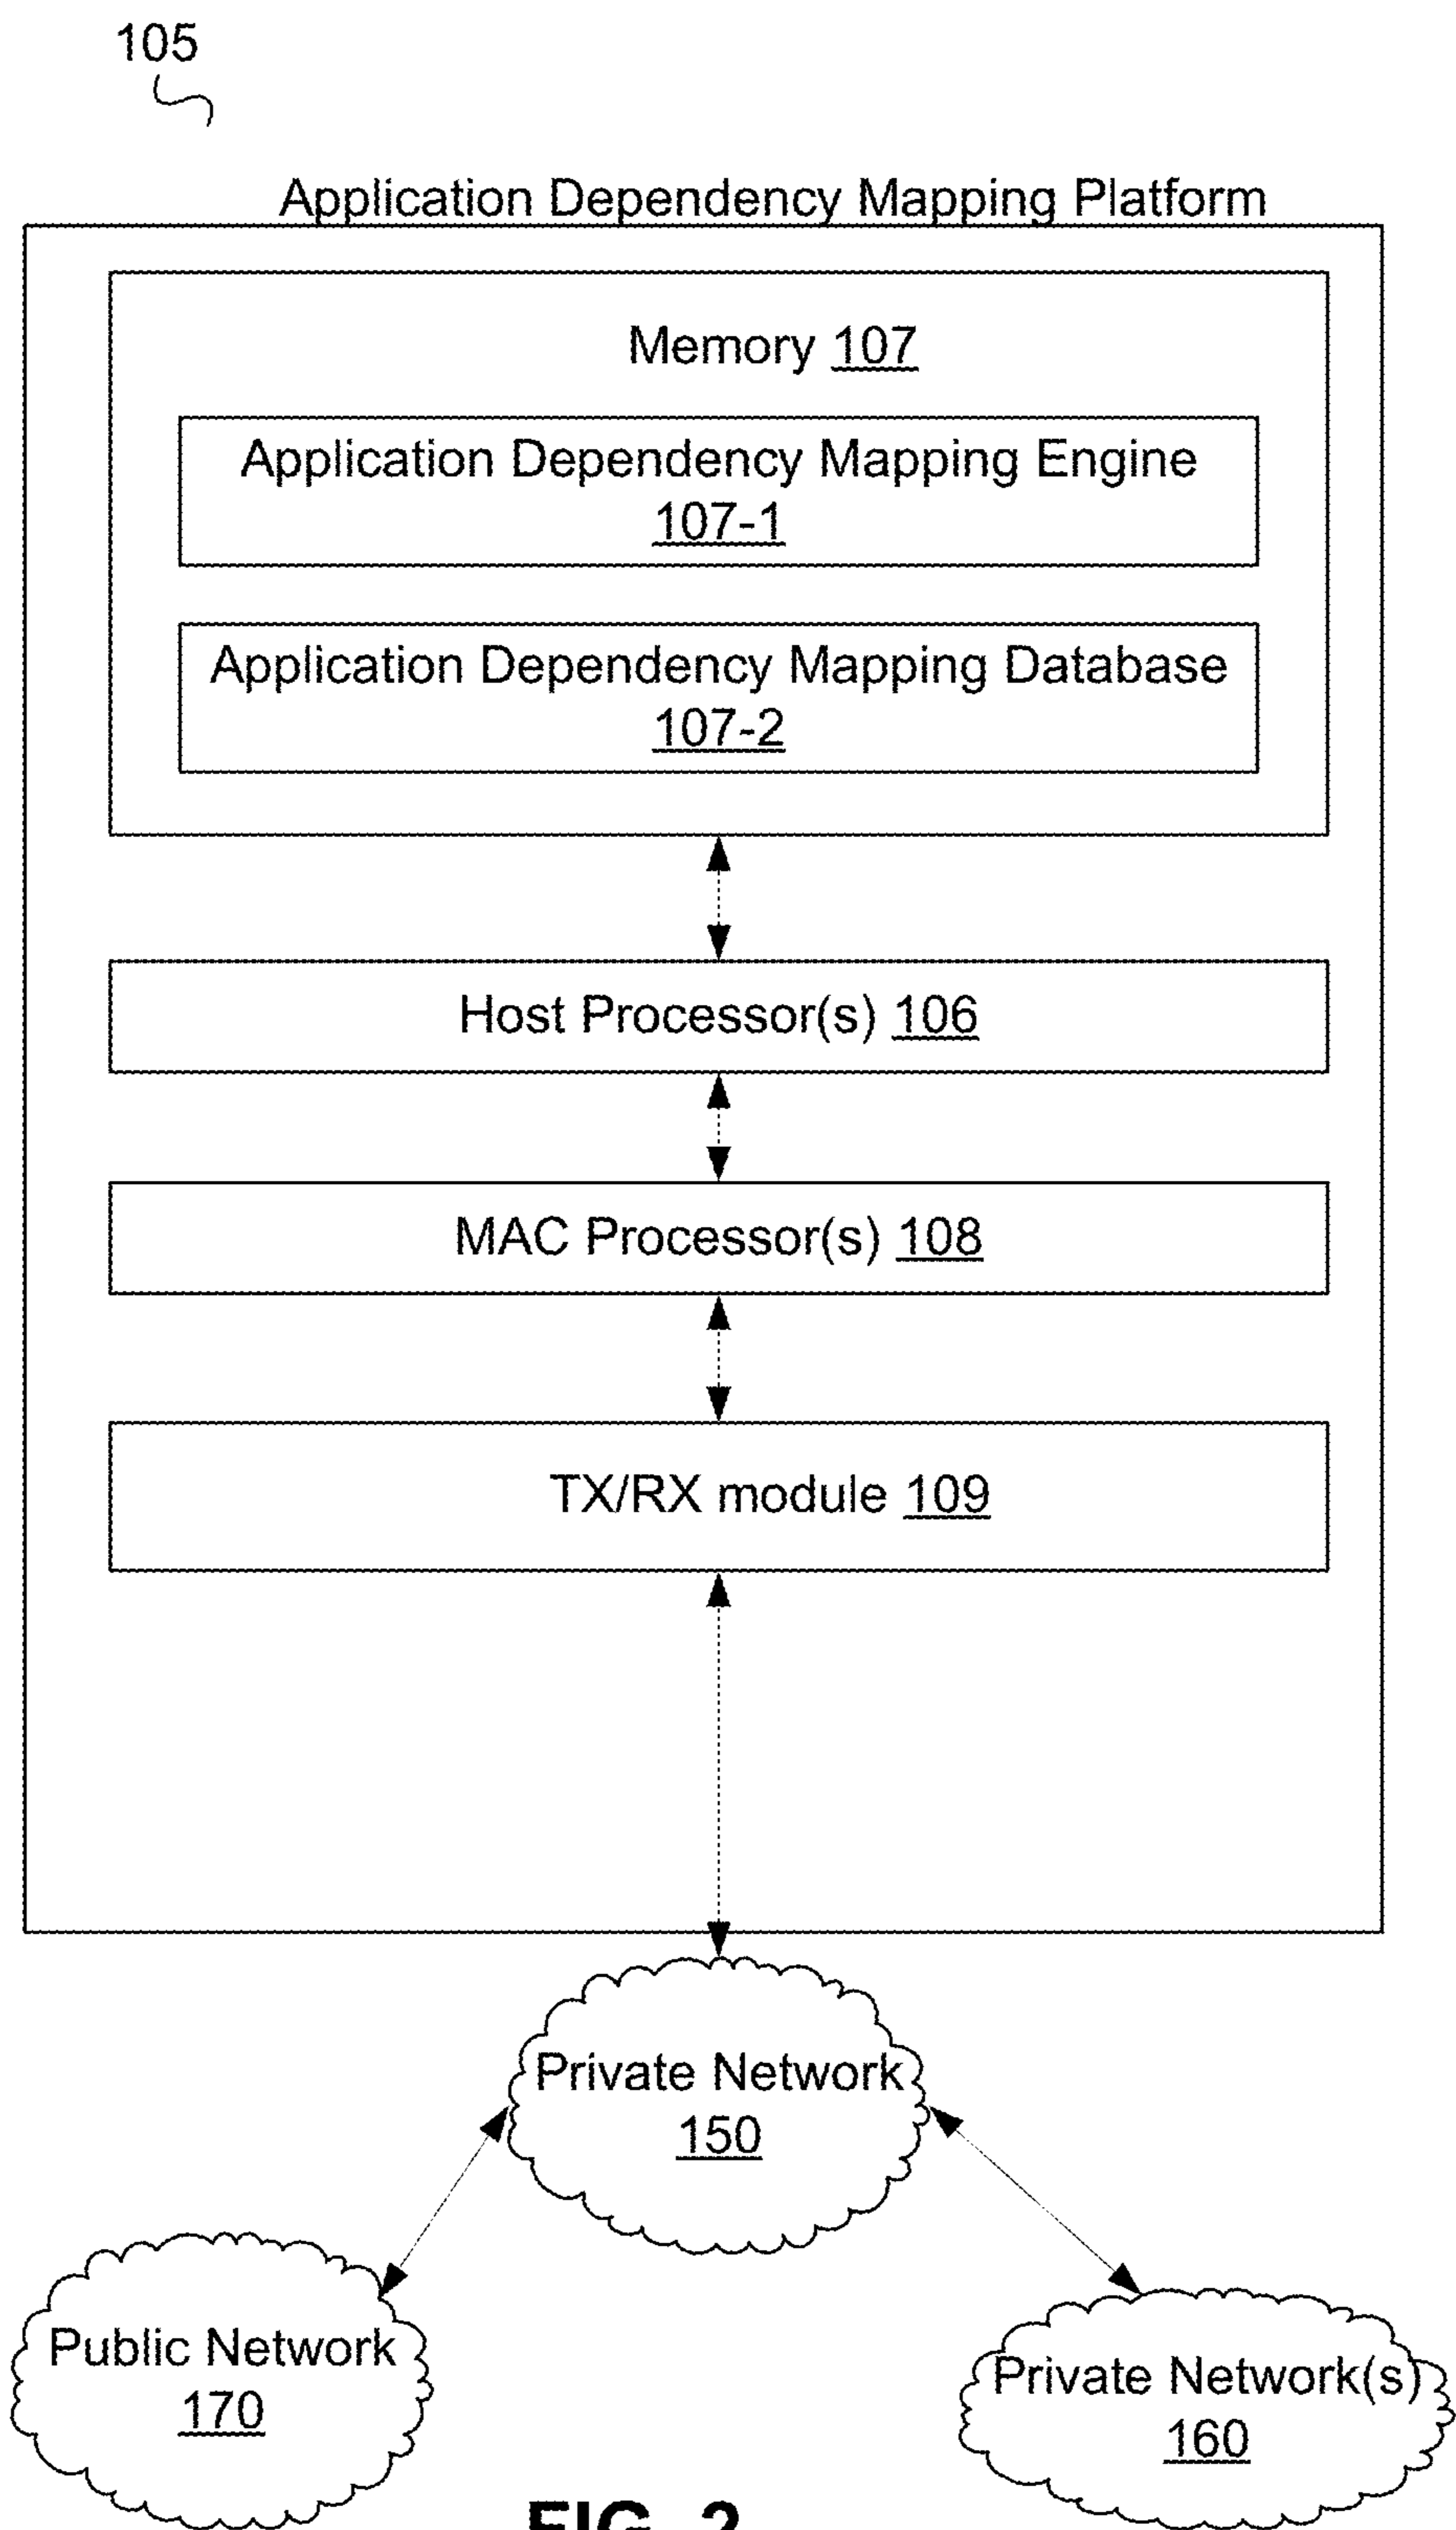 105
Application Dependency Mapping Platform
Memory 107
Application Dependency Mapping Engine
107-1
Application Dependency Mapping Database
107-2
Host Processor(s) 106
MAC Processor(s) 108
TX/RX module 109
Private Network
150
Public Network
170
Private Network(s)
160
FIG. 2